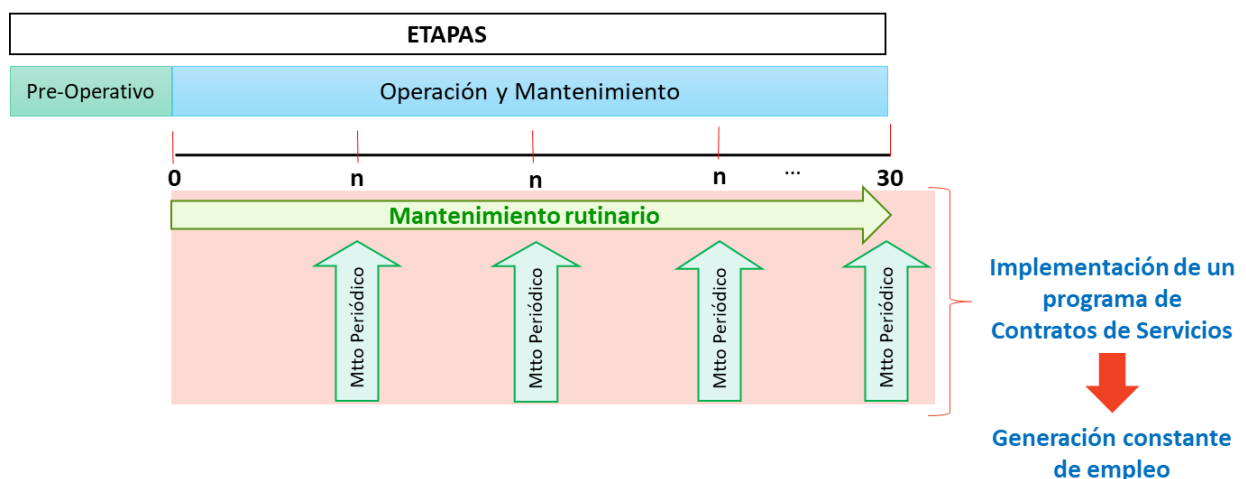 ETAPAS
Pre-Operativo
Operación y Mantenimiento
0 n n n ... 30
Mantenimiento rutinario
Mtto Periódico
Mtto Periódico
Mtto Periódico
Mtto Periódico
Implementación de un
programa de
Contratos de Servicios
Generación constante
de empleo